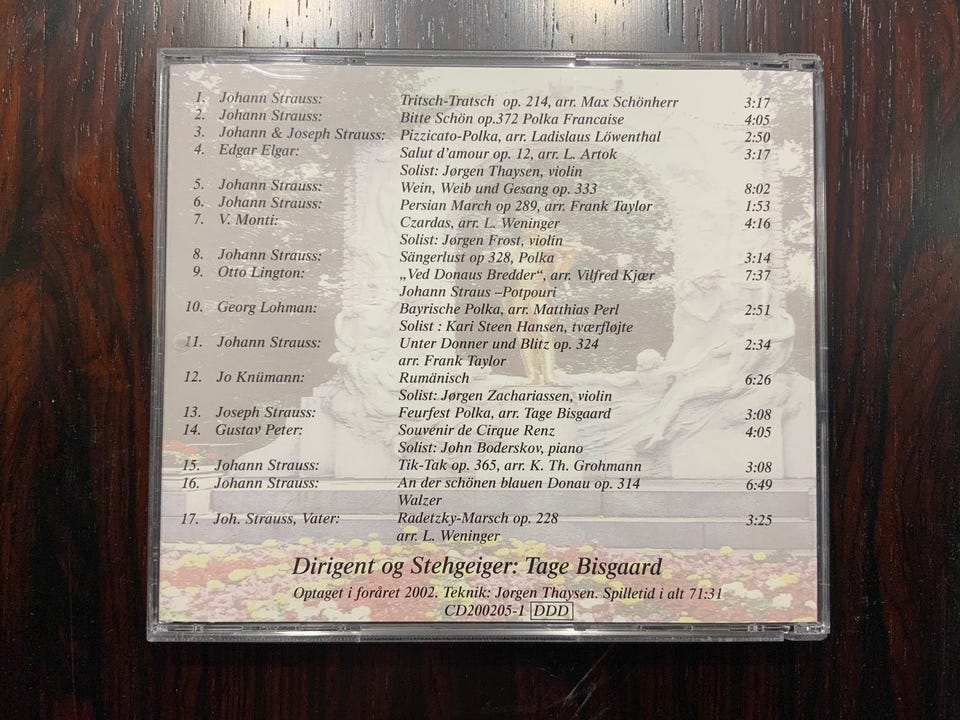 1. Johann Strauss: Tritsch-Tratsch op. 214, arr. Max Schönherr 3:17
2. Johann Strauss: Bitte Schön op.372 Polka Francaise 4:05
3. Johann & Joseph Strauss: Pizzicato-Polka, arr. Ladislaus Löwenthal 2:50
4. Edgar Elgar: Salut d'amour op. 12, arr. L. Artok 3:17
Solist: Jørgen Thaysen, violin
5. Johann Strauss: Wein, Weib und Gesang op. 333 8:02
6. Johann Strauss: Persian March op 289, arr. Frank Taylor 1:53
7. V. Monti: Czardas, arr. L. Weninger 4:16
Solist: Jørgen Frost, violin
8. Johann Strauss: Sängerlust op 328, Polka 3:14
9. Otto Lington: „Ved Donaus Bredder“, arr. Vilfred Kjær 7:37
Johann Straus –Potpouri
10. Georg Lohman: Bayrische Polka, arr. Matthias Perl 2:51
Solist : Kari Steen Hansen, tværfløjte
11. Johann Strauss: Unter Donner und Blitz op. 324 2:34
arr. Frank Taylor
12. Jo Knümann: Rumänisch 6:26
Solist: Jørgen Zachariassen, violin
13. Joseph Strauss: Feurfest Polka, arr. Tage Bisgaard 3:08
14. Gustav Peter: Souvenir de Cirque Renz 4:05
Solist: John Boderskov, piano
15. Johann Strauss: Tik-Tak op. 365, arr. K. Th. Grohmann 3:08
16. Johann Strauss: An der schönen blauen Donau op. 314 6:49
Walzer
17. Joh. Strauss, Vater: Radetzky-Marsch op. 228 3:25
arr. L. Weninger
Dirigent og Stehgeiger: Tage Bisgaard
Optaget i foråret 2002. Teknik: Jørgen Thaysen. Spilletid i alt 71:31
CD200205-1 DDD